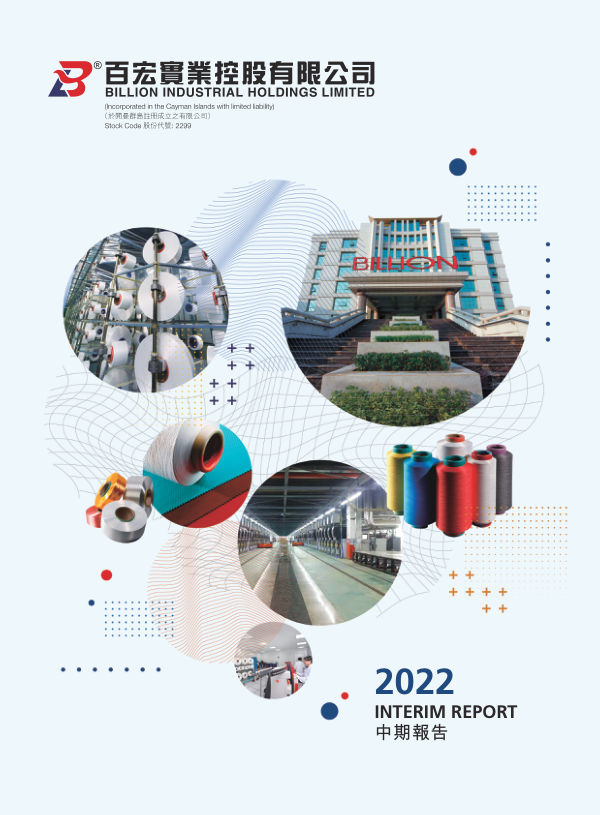 B®
百宏實業控股有限公司
BILLION INDUSTRIAL HOLDINGS LIMITED
(Incorporated in the Cayman Islands with limited liability)
(於開曼群島註冊成立之有限公司)
Stock Code 股份代號: 2299
BILLION
2022
INTERIM REPORT
中期報告